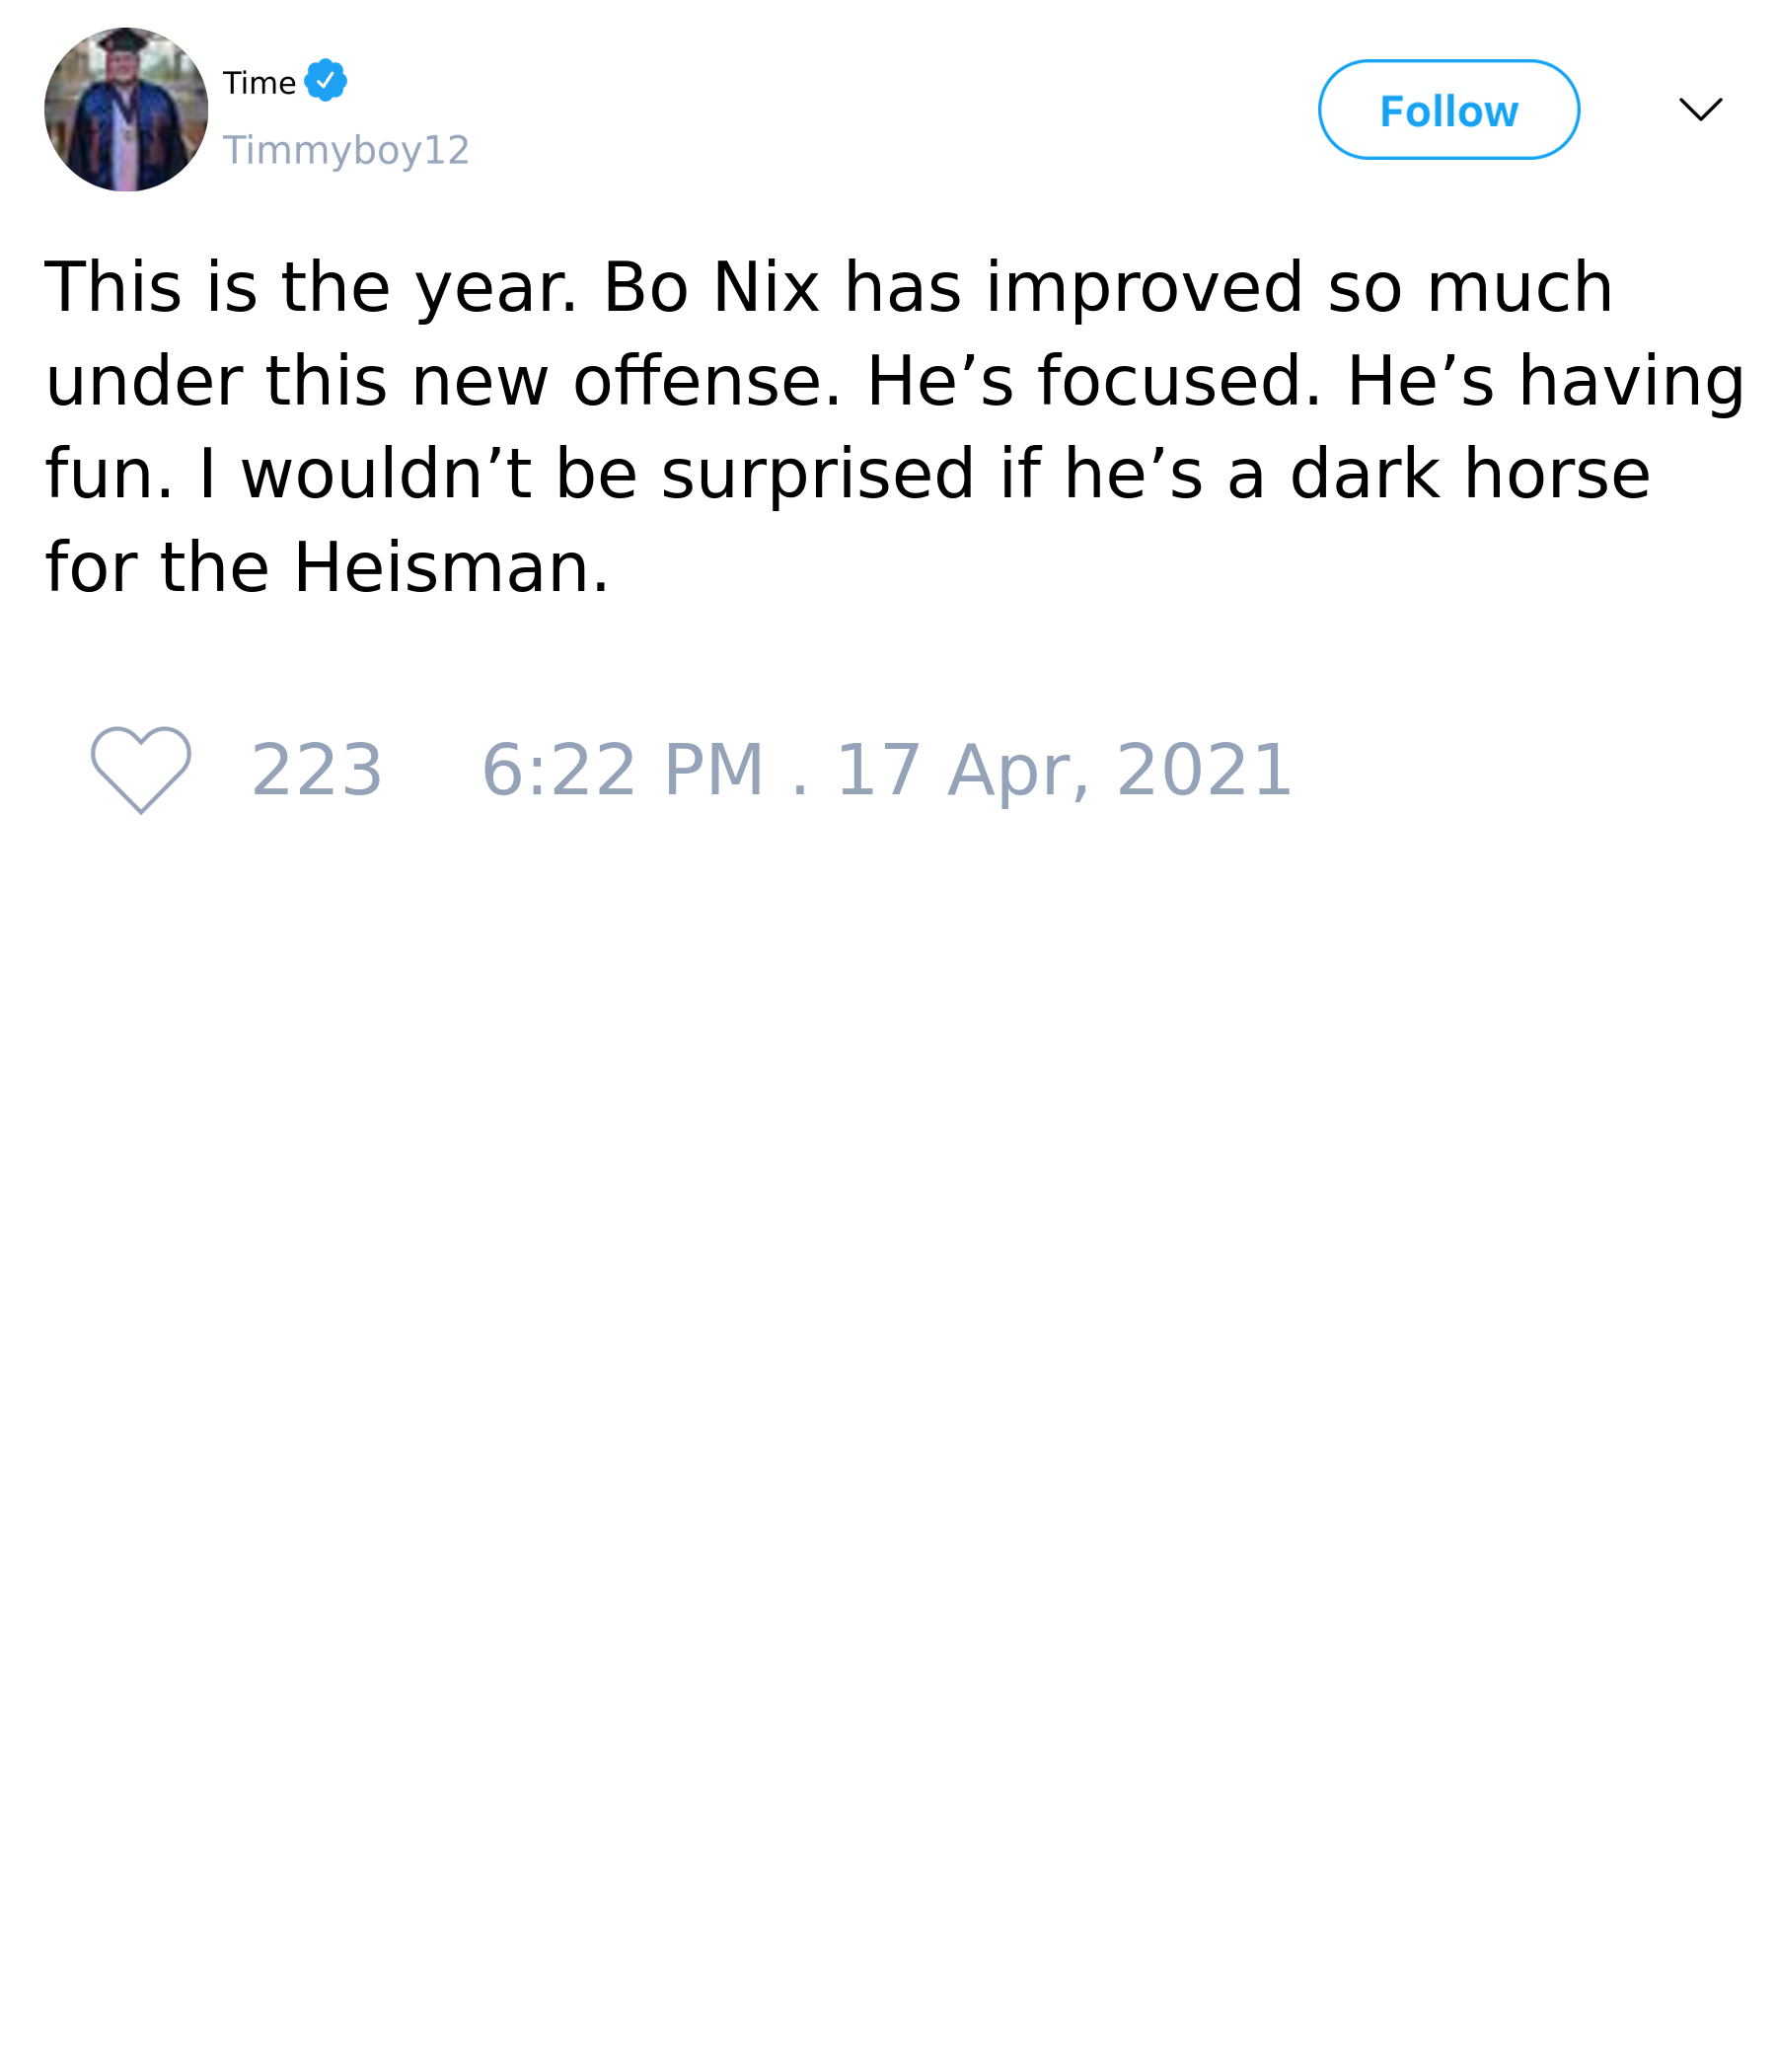 Time
Timmyboy12
Follow
This is the year. Bo Nix has improved so much
under this new offense. He’s focused. He’s having
fun. I wouldn’t be surprised if he’s a dark horse
for the Heisman.
223 6:22 PM . 17 Apr, 2021